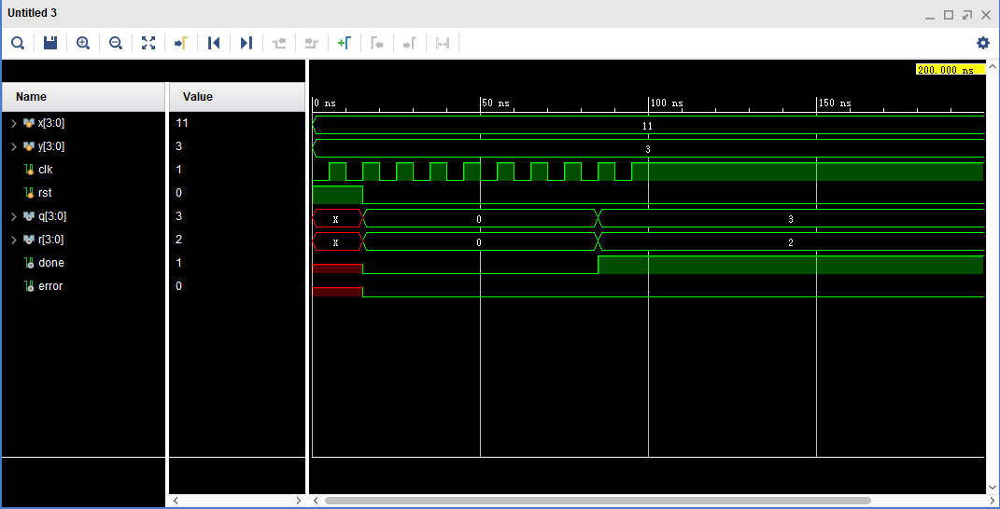 Untitled 3
200.000 ns
Name Value
0 ns 50 ns 100 ns 150 ns
x[3:0] 11 11
y[3:0] 3 3
clk 1
rst 0
q[3:0] 3 X 0 3
r[3:0] 2 X 0 2
done 1
error 0